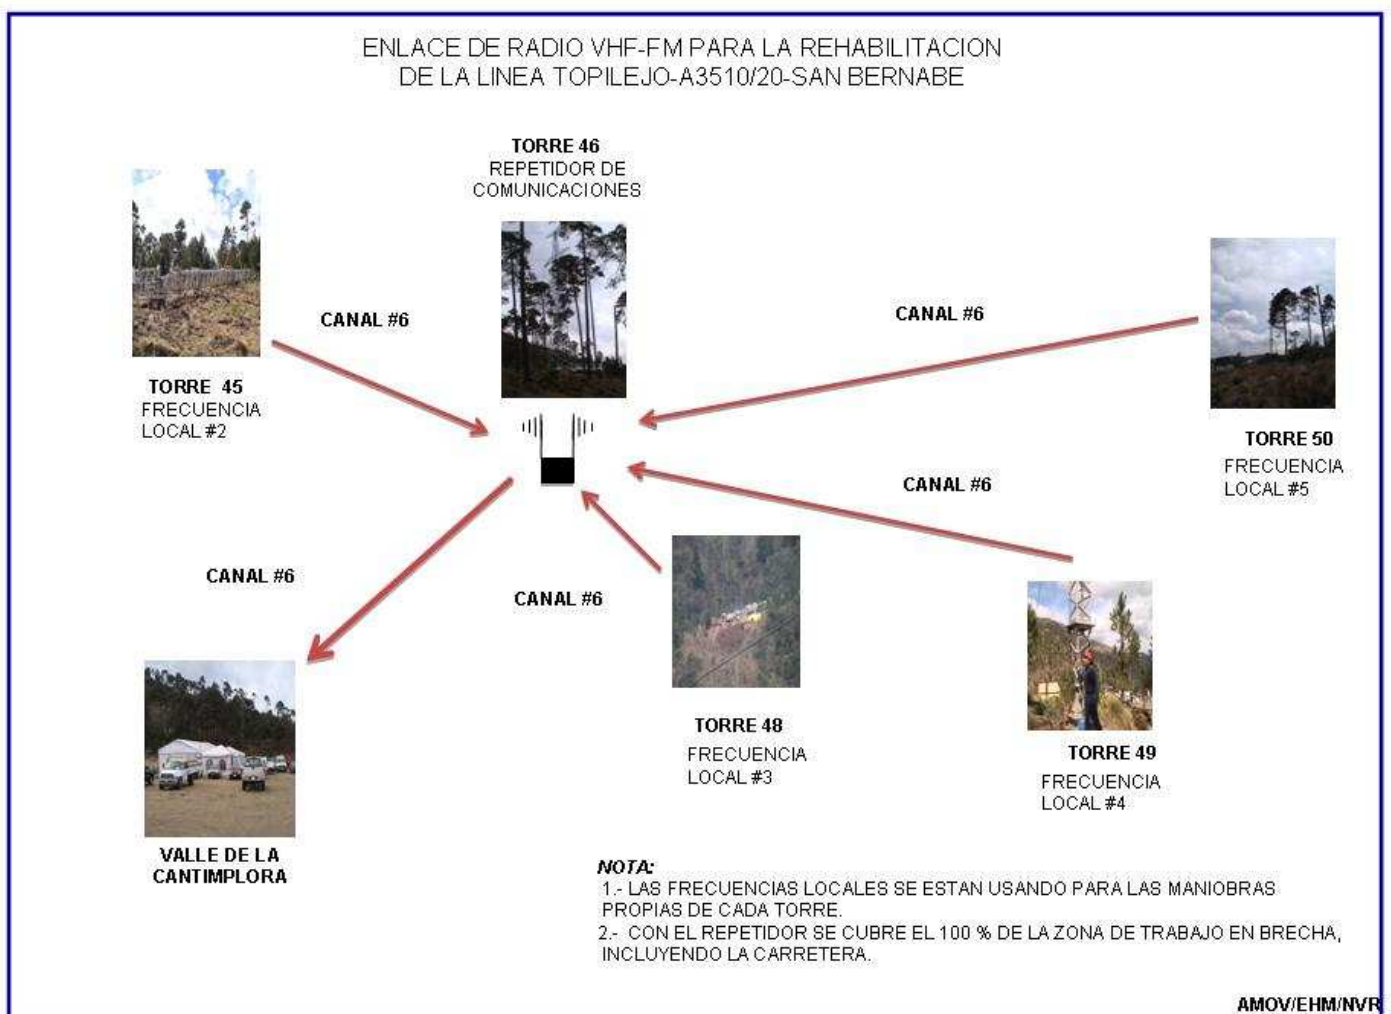 ENLACE DE RADIO VHF-FM PARA LA REHABILITACION
DE LA LINEA TOPILEJO-A3510/20-SAN BERNABE
TORRE 46
REPETIDOR DE
COMUNICACIONES
CANAL #6
CANAL #6
TORRE 45
FRECUENCIA
LOCAL #2
TORRE 50
FRECUENCIA
LOCAL #5
CANAL #6
CANAL #6
CANAL #6
TORRE 48
FRECUENCIA
LOCAL #3
TORRE 49
FRECUENCIA
LOCAL #4
VALLE DE LA
CANTIMPLORA
NOTA:
1.- LAS FRECUENCIAS LOCALES SE ESTAN USANDO PARA LAS MANIOBRAS
PROPIAS DE CADA TORRE.
2.- CON EL REPETIDOR SE CUBRE EL 100 % DE LA ZONA DE TRABAJO EN BRECHA,
INCLUYENDO LA CARRETERA.
AMOV/EHM/NVR